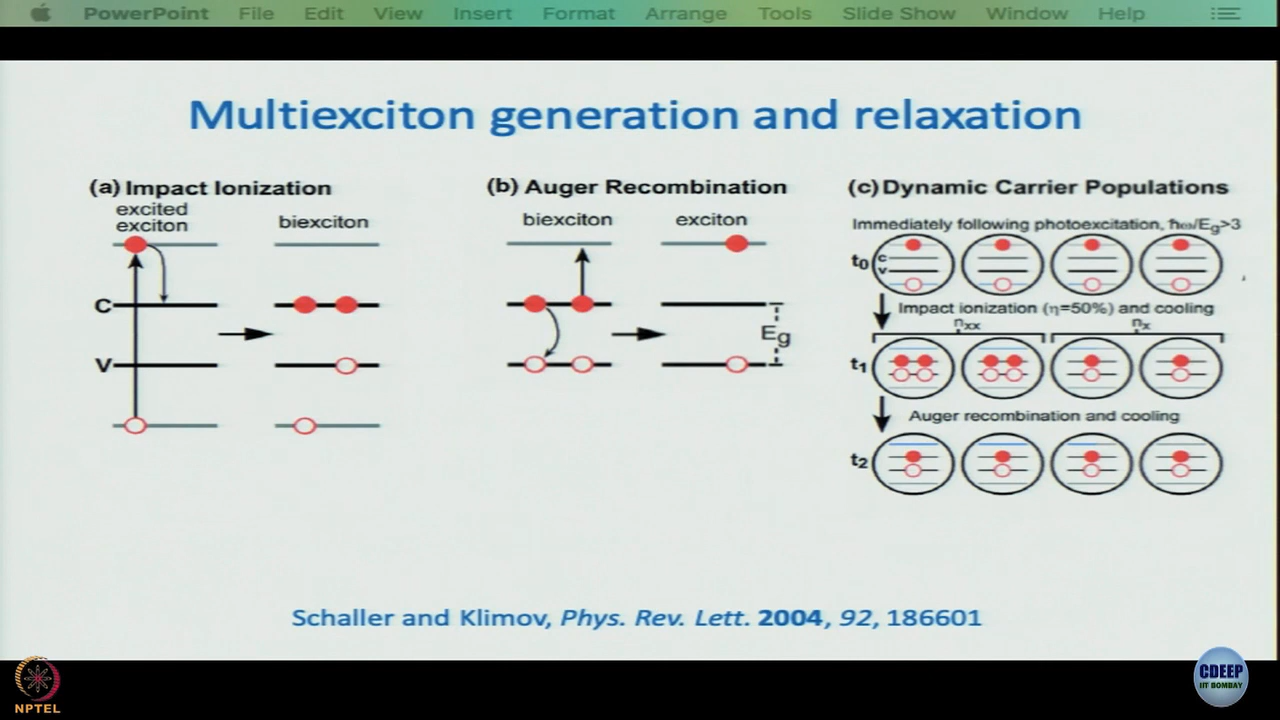 PowerPoint File Edit View Insert Format Arrange Tools Slide Show Window Help
Multiexciton generation and relaxation
(a) Impact Ionization
excited
exciton
biexciton
C
V
(b) Auger Recombination
biexciton
exciton
Eg
(c) Dynamic Carrier Populations
Immediately following photoexcitation, ħω/Eg>3
t0
c
v
Impact ionization (η=50%) and cooling
nxx
nx
t1
Auger recombination and cooling
t2
Schaller and Klimov, Phys. Rev. Lett. 2004, 92, 186601
NPTEL
CDEEP
IIT BOMBAY